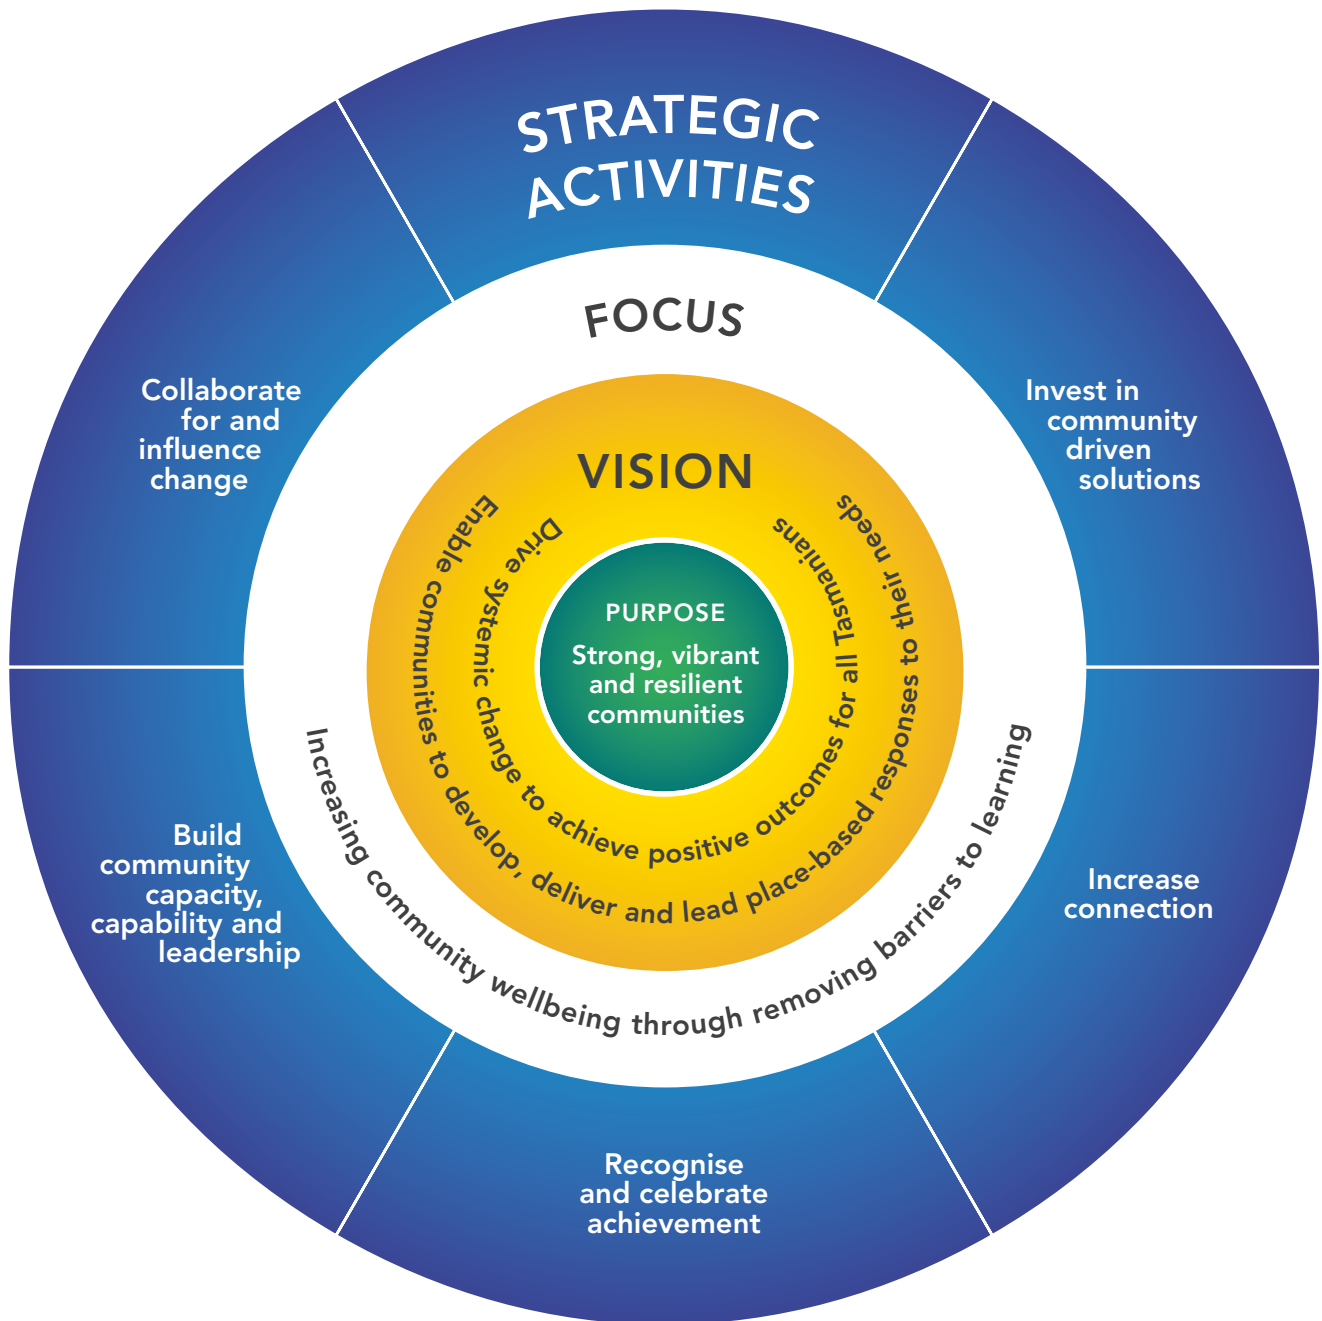 STRATEGIC
ACTIVITIES
Invest in
community
driven
solutions
Increase
connection
Recognise
and celebrate
achievement
Build
community
capacity,
capability and
leadership
Collaborate
for and
influence
change
FOCUS
Increasing community wellbeing through removing barriers to learning
VISION
Enable communities to develop, deliver and lead place-based responses to their needs
Drive systemic change to achieve positive outcomes for all Tasmanians
PURPOSE
Strong, vibrant
and resilient
communities